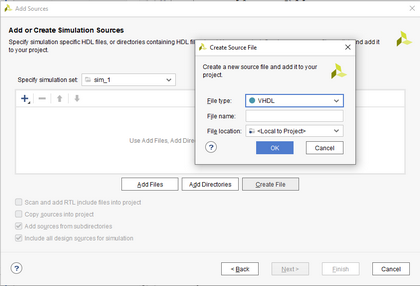 Add Sources
Add or Create Simulation Sources
Specify simulation specific HDL files, or directories containing HDL
and add it
to your project.
Specify simulation set:
sim_1
Use Add Files, Add
Add Files
Add Directories
Create File
Scan and add RTL include files into project
Copy sources into project
Add sources from subdirectories
Include all design sources for simulation
?
< Back
Next >
Finish
Cancel
Create Source File
Create a new source file and add it to your
project.
File type:
VHDL
File name:
File location:
<Local to Project>
?
OK
Cancel